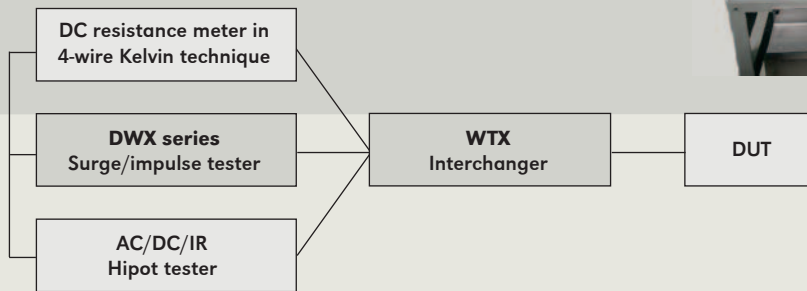 DC resistance meter in
4-wire Kelvin technique
DWX series
Surge/impulse tester
WTX
Interchanger
DUT
AC/DC/IR
Hipot tester